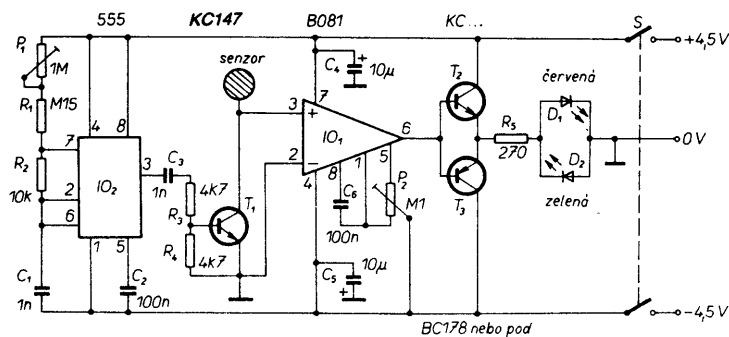 555 KC147 B081 KC... S
P₁ 1M
+4,5V
senzor
C₄ + 10µ
T₂
červená
R₁ M15
4 8
7
3 + IO₁ 6
R₅ 270
D₁
0V
7
R₂ 10k
IO₂
3 C₃ 1n
2 −
2
6
4 8 1 5
P₂ M1
D₂
4k7
R₃
T₁
C₆ 100n
T₃
zelená
R₄ 4k7
1 5
C₁ 1n
C₂ 100n
C₅ 10µ +
−4,5V
BC178 nebo pod